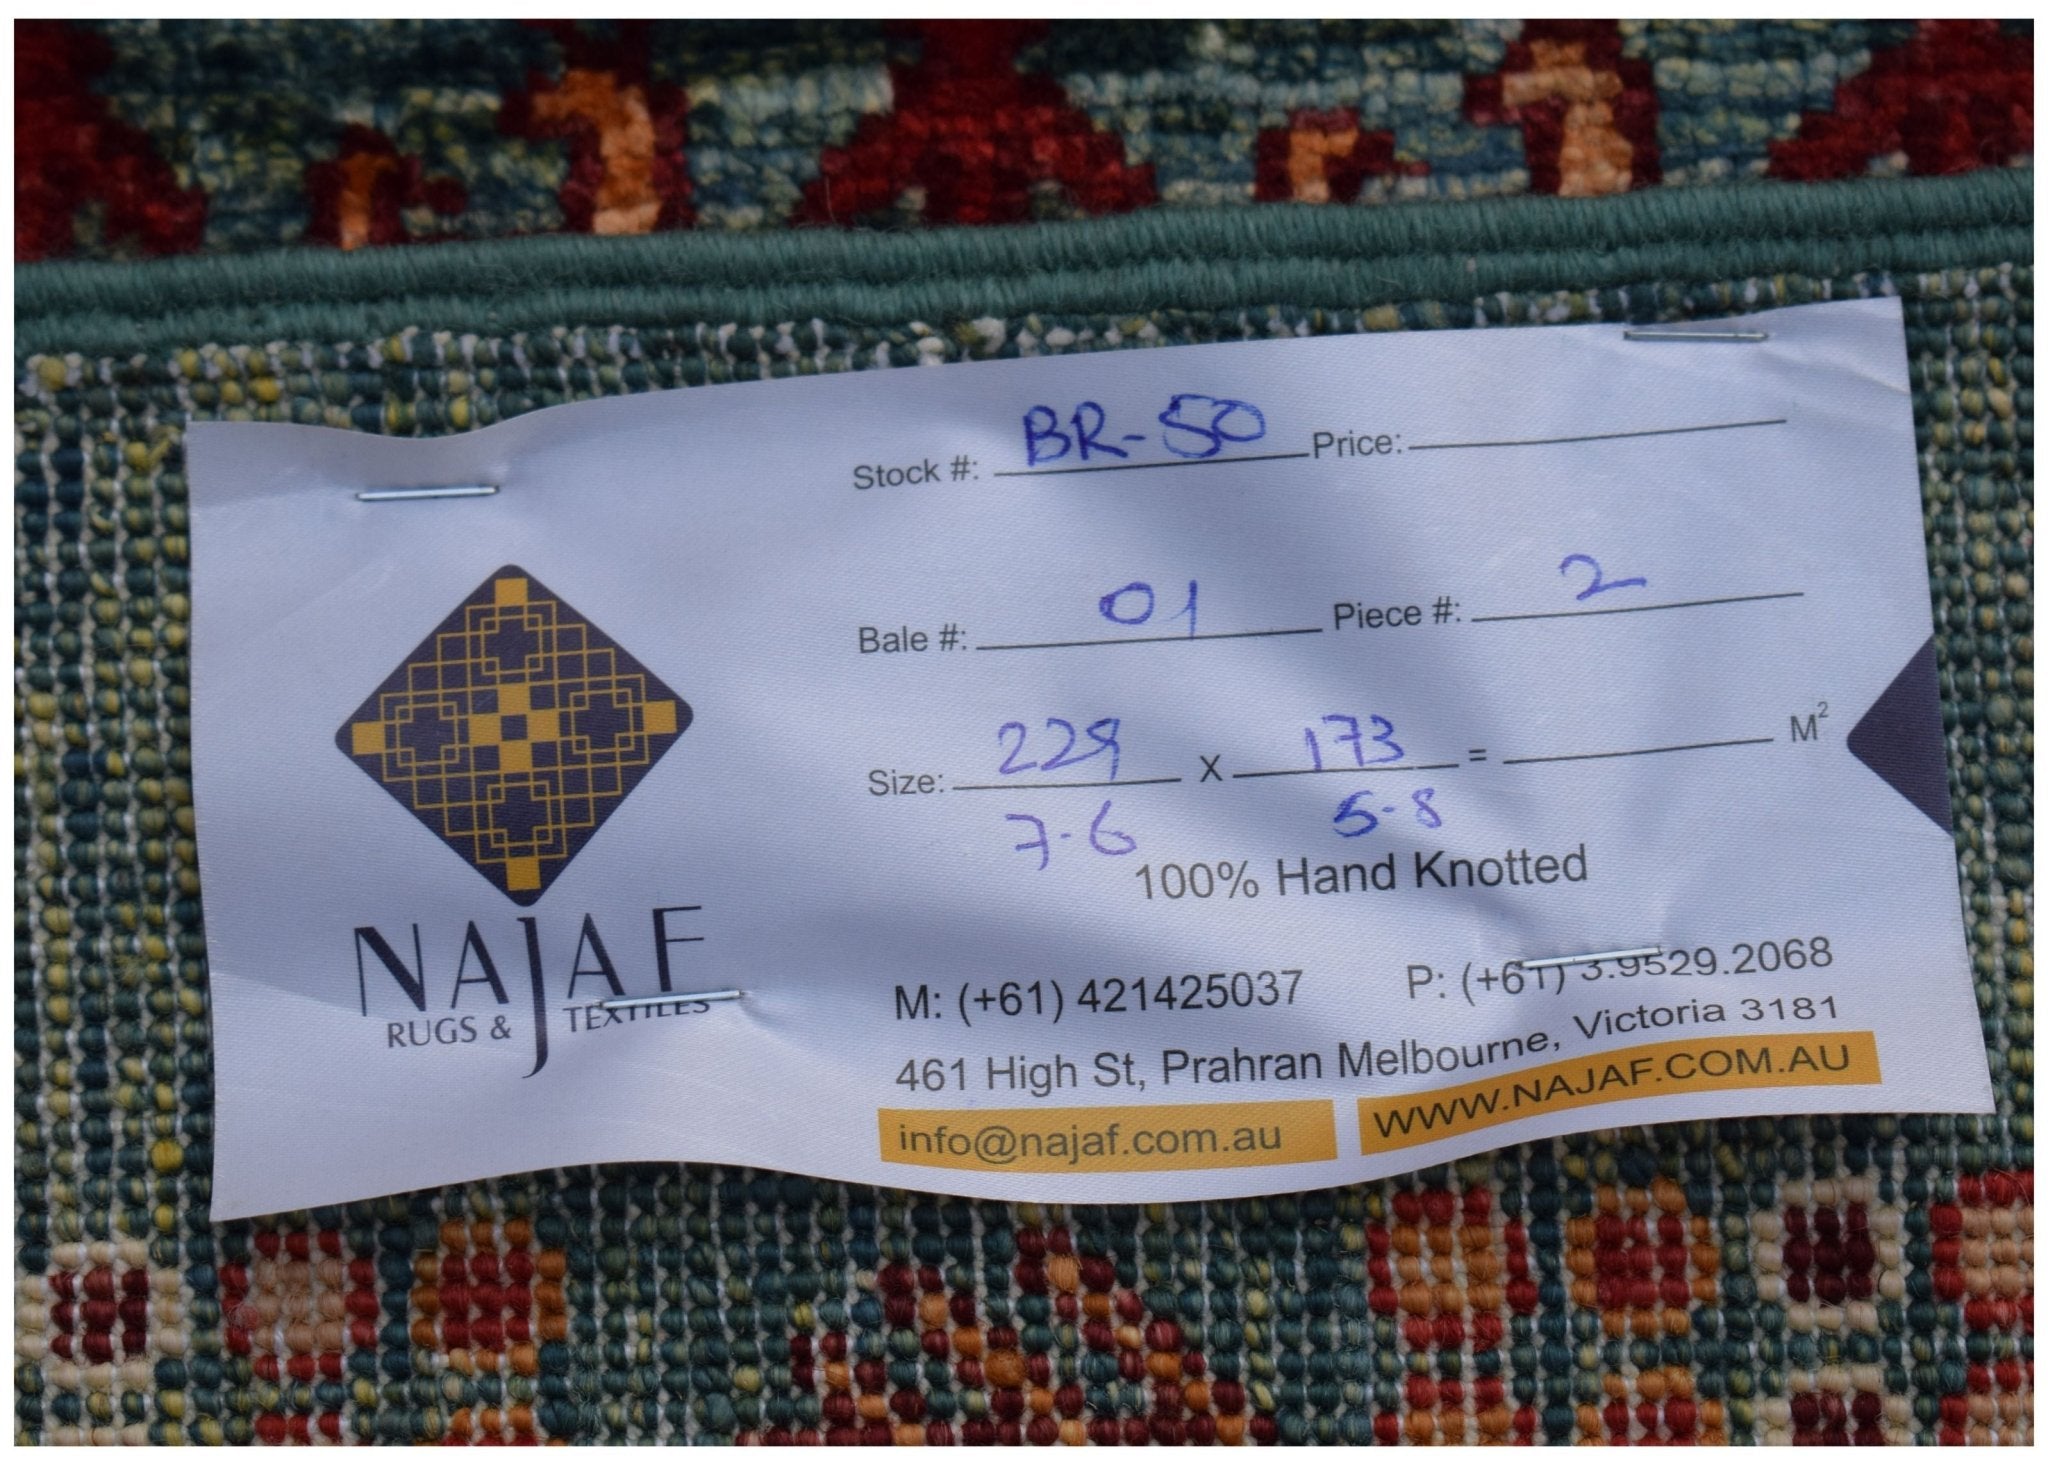 Stock #: BR-50 Price:
Bale #: 01 Piece #: 2
Size: 229 X 173 = M²
7-6 5-8
100% Hand Knotted
NAJAF
RUGS & TEXTILES
M: (+61) 421425037 P: (+61) 3.9529.2068
461 High St, Prahran Melbourne, Victoria 3181
info@najaf.com.au WWW.NAJAF.COM.AU